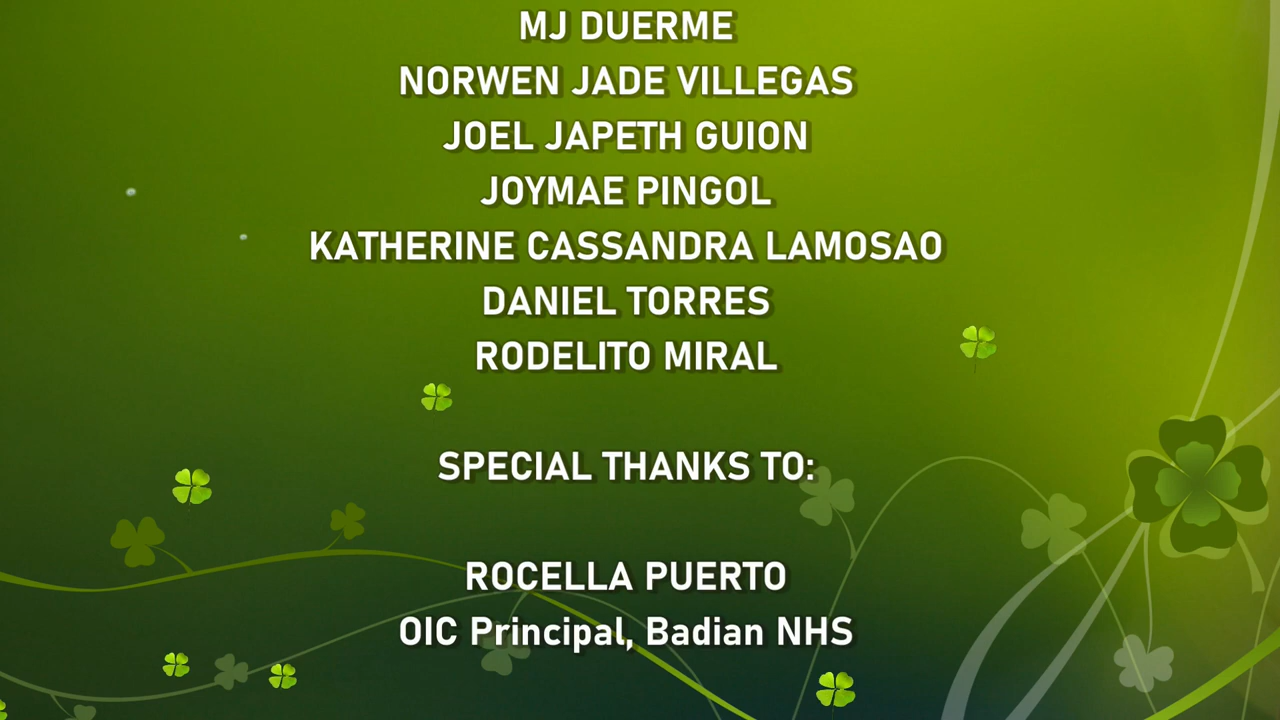 MJ DUERME
NORWEN JADE VILLEGAS
JOEL JAPETH GUION
JOYMAE PINGOL
KATHERINE CASSANDRA LAMOSAO
DANIEL TORRES
RODELITO MIRAL
SPECIAL THANKS TO:
ROCELLA PUERTO
OIC Principal, Badian NHS